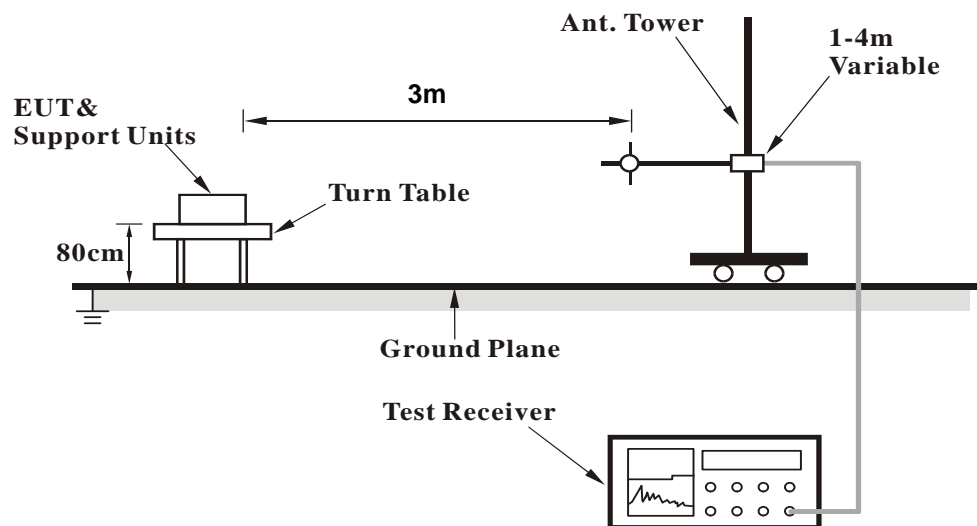 Ant. Tower
1-4m
Variable
3m
EUT&
Support Units
Turn Table
80cm
Ground Plane
Test Receiver